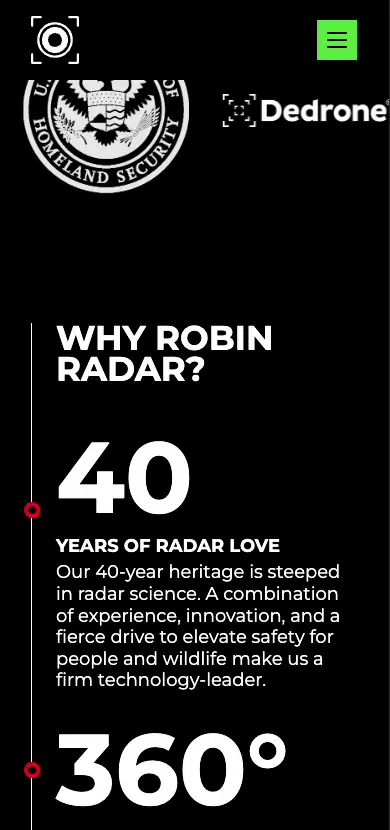 U. OF
HOMELAND SECURITY
Dedrone
WHY ROBIN
RADAR?
40
YEARS OF RADAR LOVE
Our 40-year heritage is steeped
in radar science. A combination
of experience, innovation, and a
fierce drive to elevate safety for
people and wildlife make us a
firm technology-leader.
360°